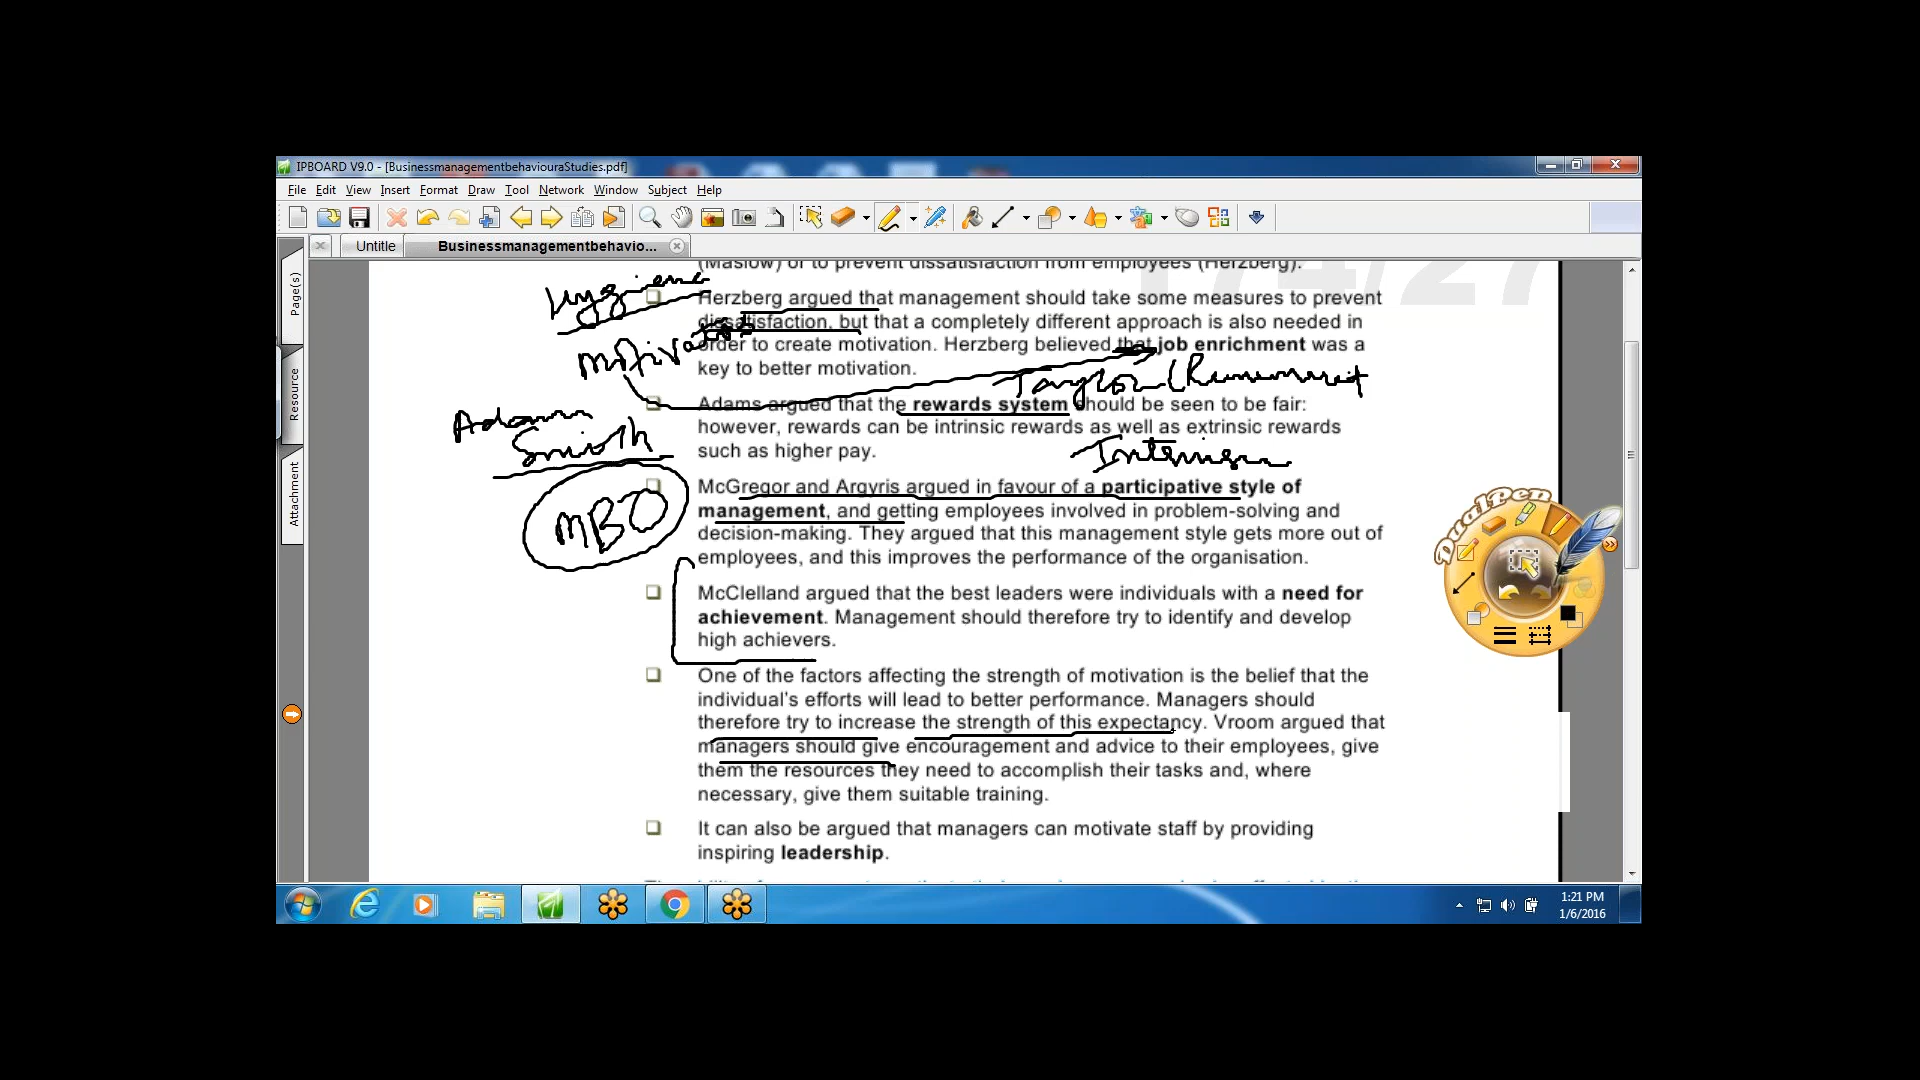 IPBOARD V9.0 - [BusinessmanagementbehaviouraStudies.pdf]
File Edit View Insert Format Draw Tool Network Window Subject Help
Untitle Businessmanagementbehavio...
Page(s)
Resource
Attachment
174/27
(Maslow) or to prevent dissatisfaction from employees (Herzberg).
Hygiene
Herzberg argued that management should take some measures to prevent
dissatisfaction, but that a completely different approach is also needed in
order to create motivation. Herzberg believed that job enrichment was a
key to better motivation.
Motivator
Taylor (
Adams argued that the rewards system should be seen to be fair:
however, rewards can be intrinsic rewards as well as extrinsic rewards
such as higher pay.
Adam
Smith
McGregor and Argyris argued in favour of a participative style of
management, and getting employees involved in problem-solving and
decision-making. They argued that this management style gets more out of
employees, and this improves the performance of the organisation.
MBO
McClelland argued that the best leaders were individuals with a need for
achievement. Management should therefore try to identify and develop
high achievers.
One of the factors affecting the strength of motivation is the belief that the
individual's efforts will lead to better performance. Managers should
therefore try to increase the strength of this expectancy. Vroom argued that
managers should give encouragement and advice to their employees, give
them the resources they need to accomplish their tasks and, where
necessary, give them suitable training.
It can also be argued that managers can motivate staff by providing
inspiring leadership.
DualPen
1:21 PM
1/6/2016